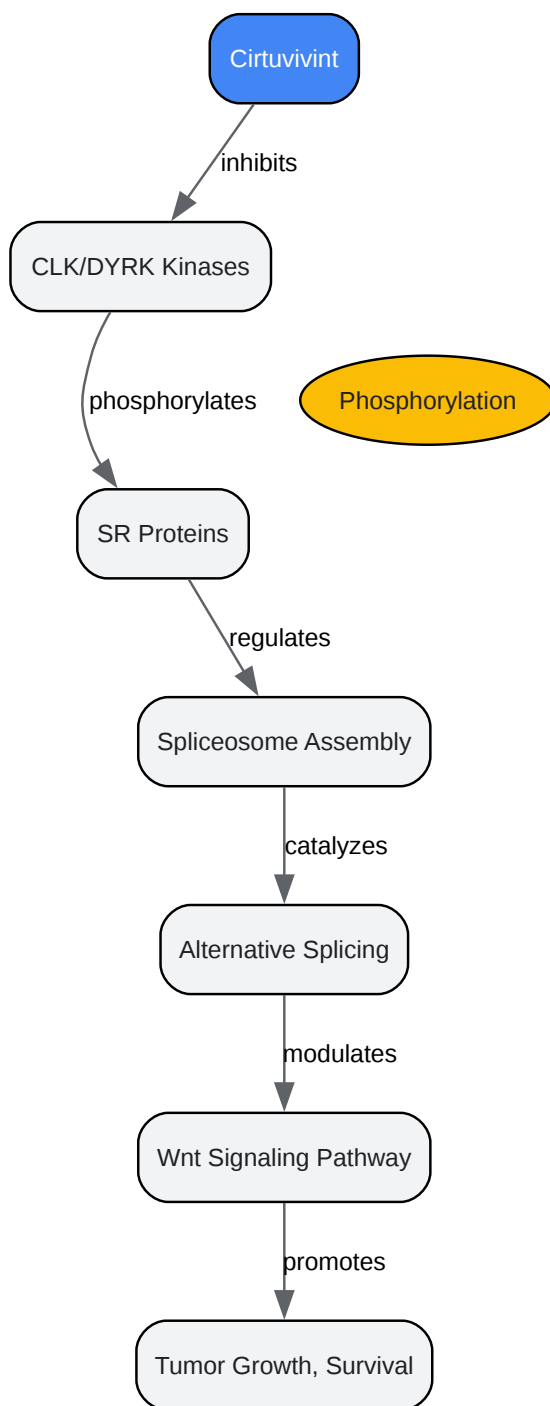 Cirtuvivint
inhibits
CLK/DYRK Kinases
phosphorylates
Phosphorylation
SR Proteins
regulates
Spliceosome Assembly
catalyzes
Alternative Splicing
modulates
Wnt Signaling Pathway
promotes
Tumor Growth, Survival